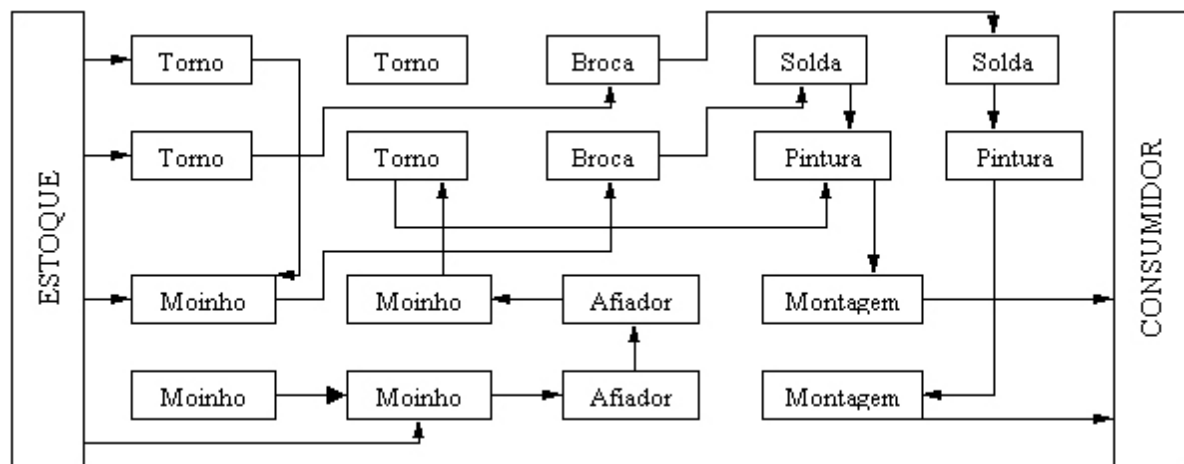 ESTOQUE
Torno
Torno
Broca
Solda
Solda
Torno
Torno
Broca
Pintura
Pintura
Moinho
Moinho
Afiador
Montagem
Moinho
Moinho
Afiador
Montagem
CONSUMIDOR